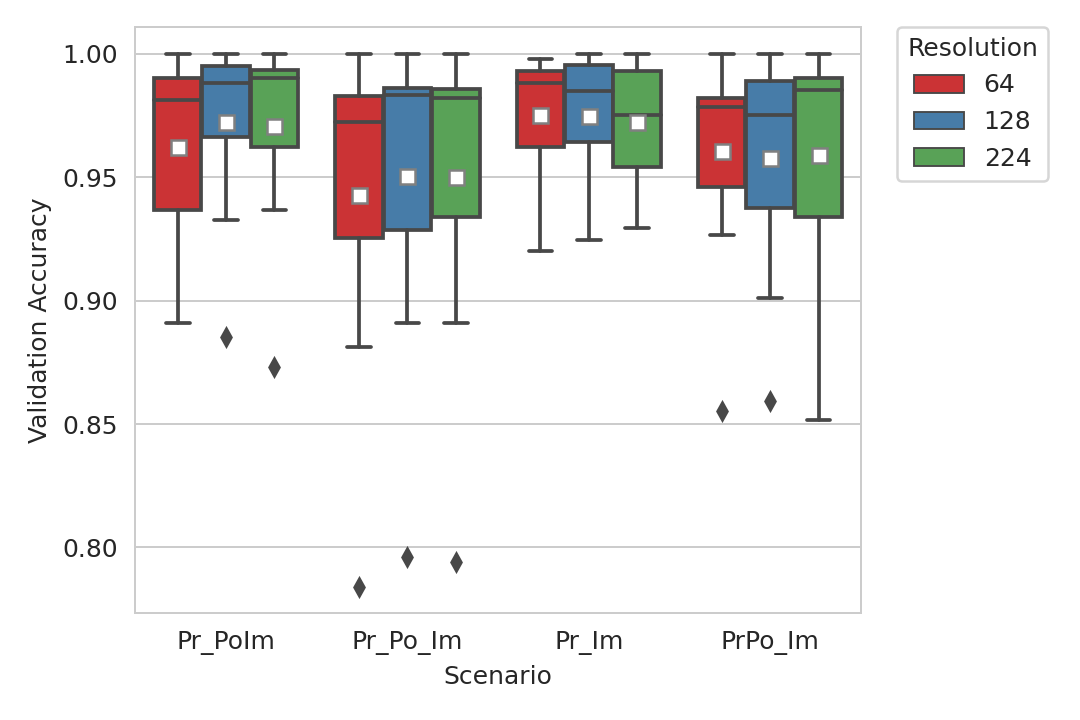 1.00
0.95
0.90
0.85
0.80
Validation Accuracy
Pr_PoIm
Pr_Po_Im
Pr_Im
PrPo_Im
Scenario
Resolution
64
128
224